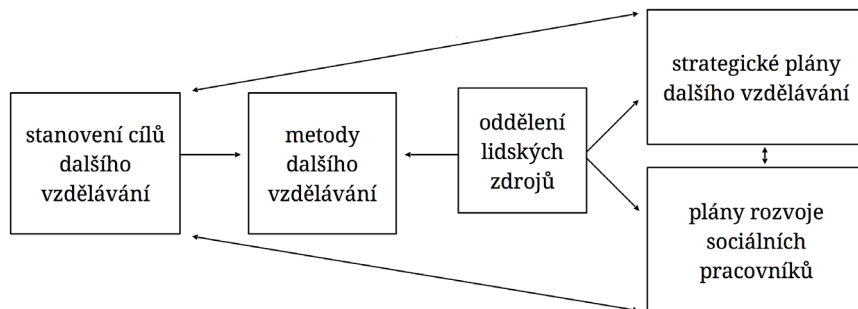 stanovení cílů
dalšího
vzdělávání
metody
dalšího
vzdělávání
oddělení
lidských
zdrojů
strategické plány
dalšího vzdělávání
plány rozvoje
sociálních
pracovníků